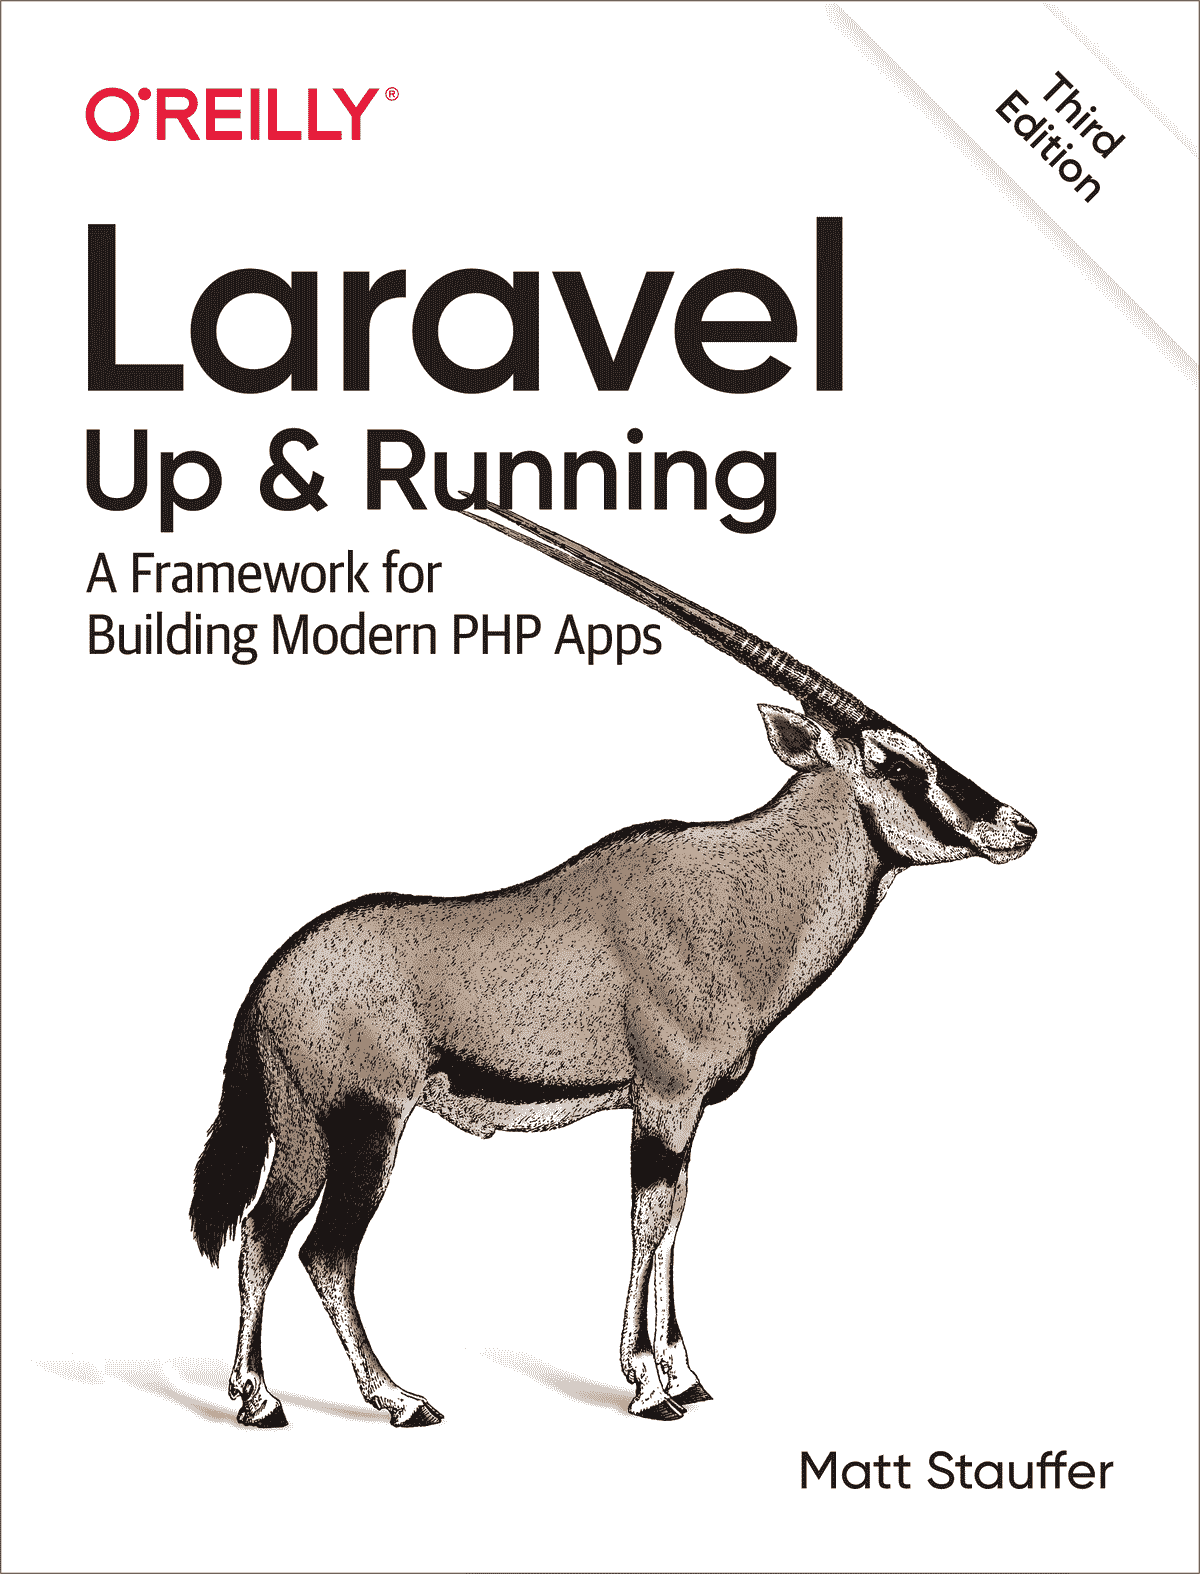 O'REILLY®
Third
Edition
Laravel
Up & Running
A Framework for
Building Modern PHP Apps
Matt Stauffer